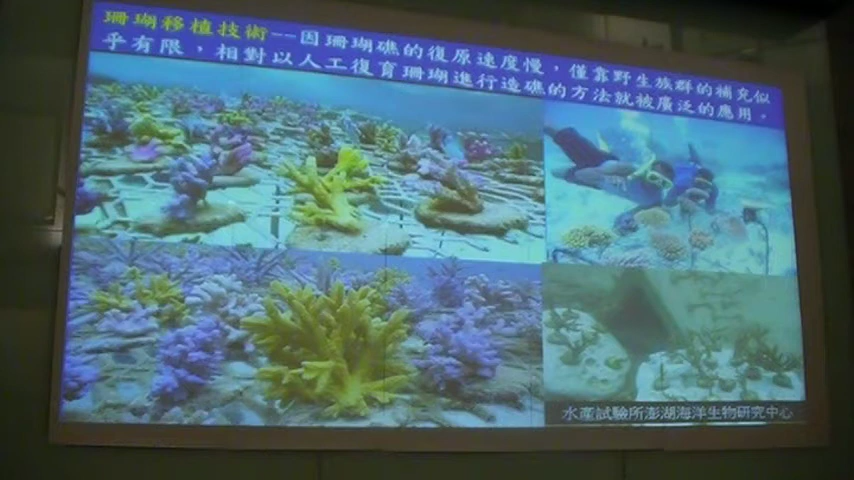 珊瑚移植技術--因珊瑚礁的復原速度慢，僅靠野生族群的補充似
乎有限，相對以人工復育珊瑚進行造礁的方法就被廣泛的應用。
水產試驗所澎湖海洋生物研究中心